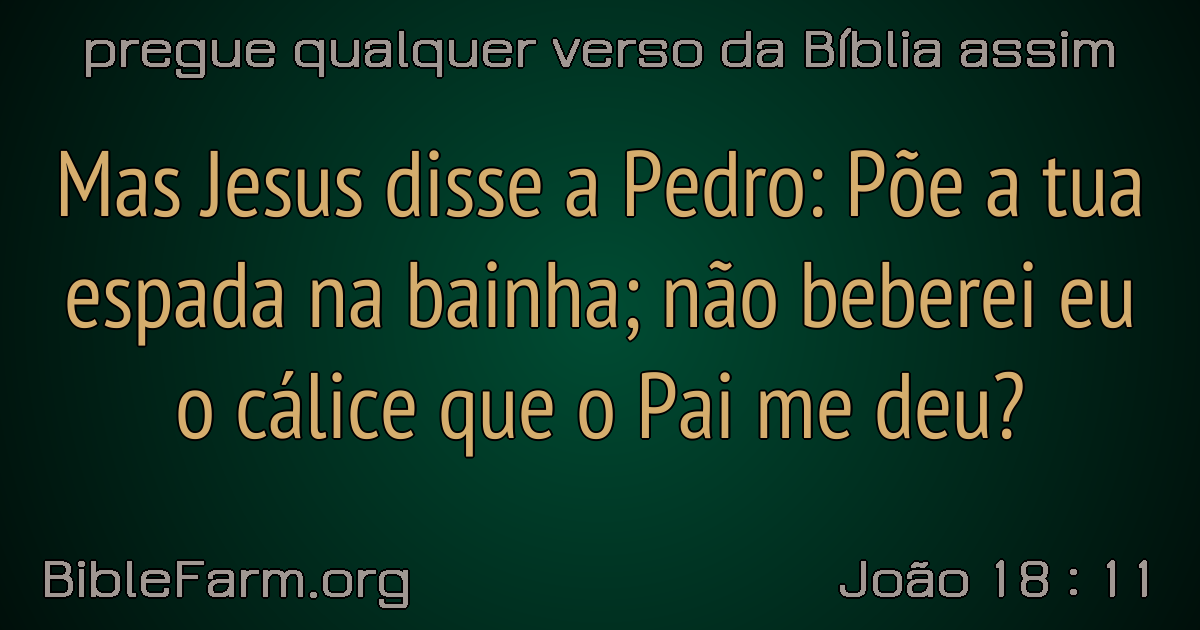 pregue qualquer verso da Bíblia assim
Mas Jesus disse a Pedro: Põe a tua
espada na bainha; não beberei eu
o cálice que o Pai me deu?
BibleFarm.org
João 18 : 11